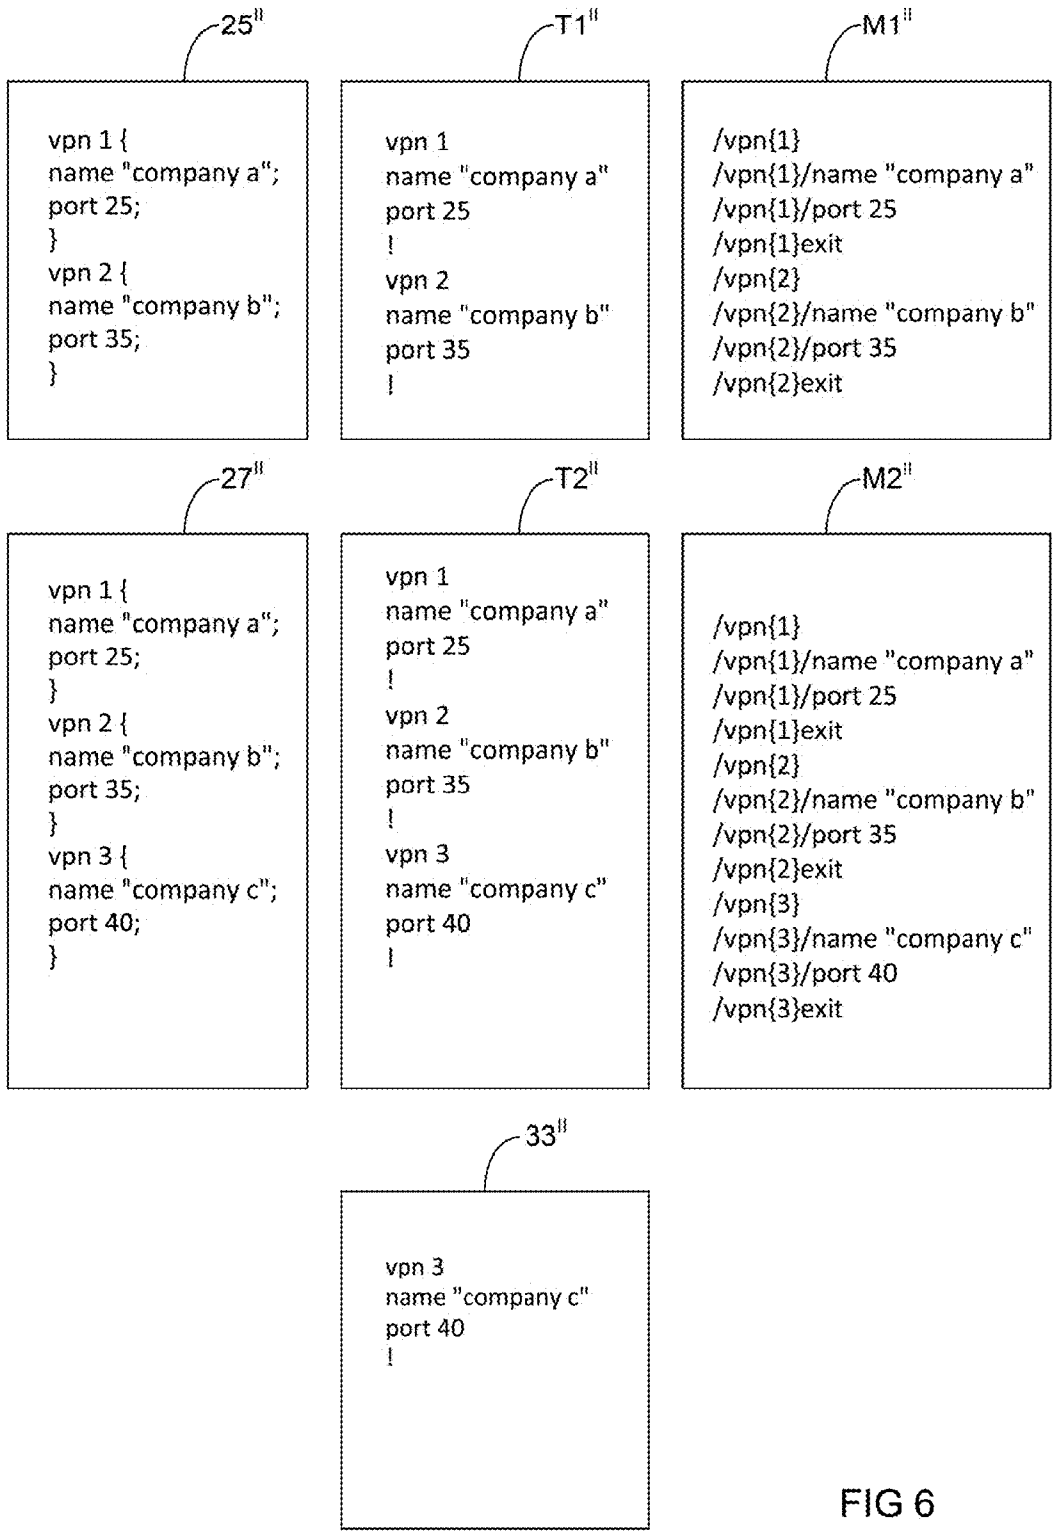 25"
vpn 1 {
name "company a";
port 25;
}
vpn 2 {
name "company b";
port 35;
}
T1"
vpn 1
name "company a"
port 25
!
vpn 2
name "company b"
port 35
!
M1"
/vpn{1}
/vpn{1}/name "company a"
/vpn{1}/port 25
/vpn{1}exit
/vpn{2}
/vpn{2}/name "company b"
/vpn{2}/port 35
/vpn{2}exit
27"
vpn 1 {
name "company a";
port 25;
}
vpn 2 {
name "company b";
port 35;
}
vpn 3 {
name "company c";
port 40;
}
T2"
vpn 1
name "company a"
port 25
!
vpn 2
name "company b"
port 35
!
vpn 3
name "company c"
port 40
!
M2"
/vpn{1}
/vpn{1}/name "company a"
/vpn{1}/port 25
/vpn{1}exit
/vpn{2}
/vpn{2}/name "company b"
/vpn{2}/port 35
/vpn{2}exit
/vpn{3}
/vpn{3}/name "company c"
/vpn{3}/port 40
/vpn{3}exit
33"
vpn 3
name "company c"
port 40
!
FIG 6